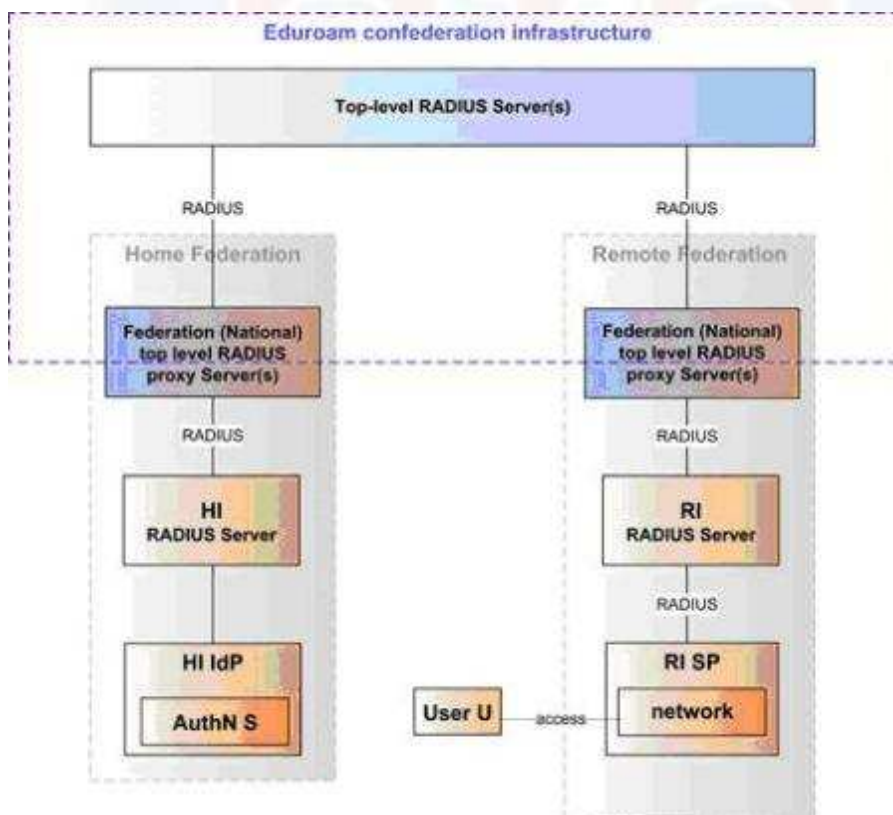 Eduroam confederation infrastructure
Top-level RADIUS Server(s)
RADIUS
RADIUS
Home Federation
Remote Federation
Federation (National)
top level RADIUS
proxy Server(s)
Federation (National)
top level RADIUS
proxy Server(s)
RADIUS
RADIUS
HI
RADIUS Server
RI
RADIUS Server
RADIUS
HI IdP
AuthN S
RI SP
network
User U
access